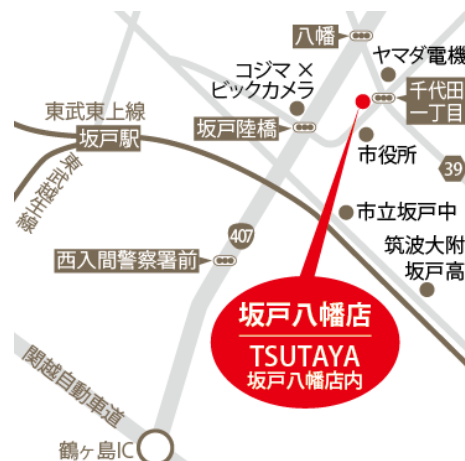 八幡
ヤマダ電機
コジマ×
ビックカメラ
千代田
一丁目
東武東上線
坂戸駅
坂戸陸橋
市役所
39
東武越生線
市立坂戸中
407
筑波大附
坂戸高
西入間警察署前
坂戸八幡店
TSUTAYA
坂戸八幡店内
関越自動車道
鶴ヶ島IC